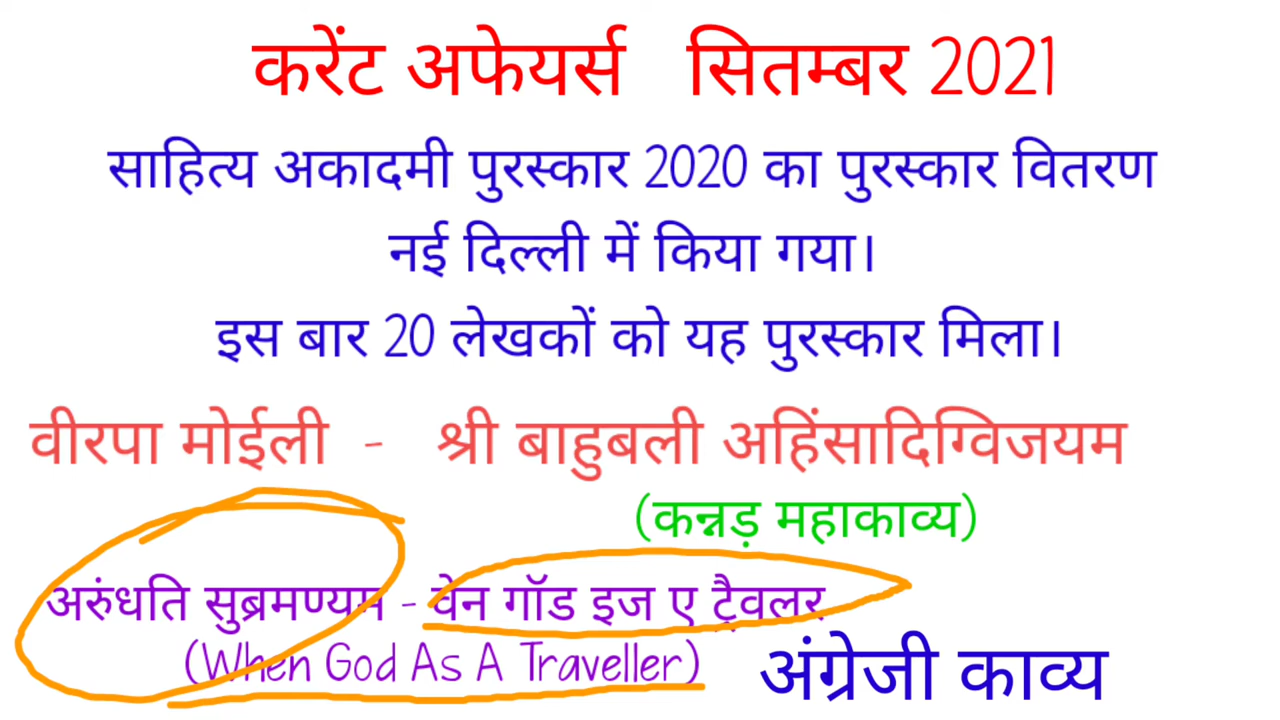 करेंट अफेयर्स सितम्बर 2021
साहित्य अकादमी पुरस्कार 2020 का पुरस्कार वितरण
नई दिल्ली में किया गया।
इस बार 20 लेखकों को यह पुरस्कार मिला।
वीरपा मोईली - श्री बाहुबली अहिंसादिग्विजयम
(कन्नड़ महाकाव्य)
अरुंधति सुब्रमण्यम - वेन गॉड इज ए ट्रैवलर
(When God As A Traveller)
अंग्रेजी काव्य